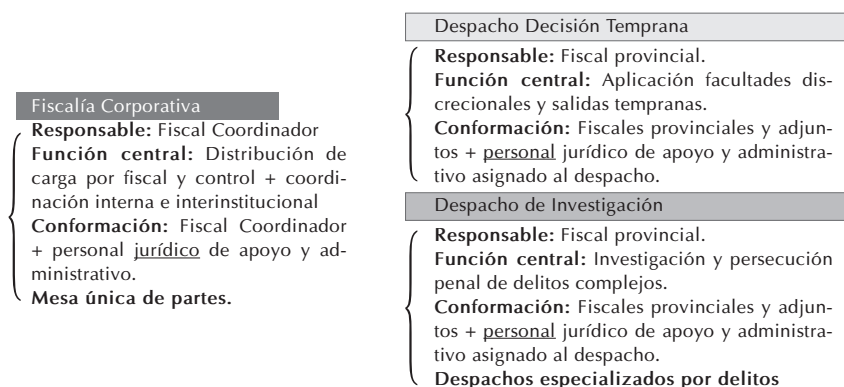 Fiscalía Corporativa
Responsable: Fiscal Coordinador
Función central: Distribución de
carga por fiscal y control + coordi-
nación interna e interinstitucional
Conformación: Fiscal Coordinador
+ personal jurídico de apoyo y ad-
ministrativo.
Mesa única de partes.
Despacho Decisión Temprana
Responsable: Fiscal provincial.
Función central: Aplicación facultades dis-
crecionales y salidas tempranas.
Conformación: Fiscales provinciales y adjun-
tos + personal jurídico de apoyo y administra-
tivo asignado al despacho.
Despacho de Investigación
Responsable: Fiscal provincial.
Función central: Investigación y persecución
penal de delitos complejos.
Conformación: Fiscales provinciales y adjun-
tos + personal jurídico de apoyo y administra-
tivo asignado al despacho.
Despachos especializados por delitos